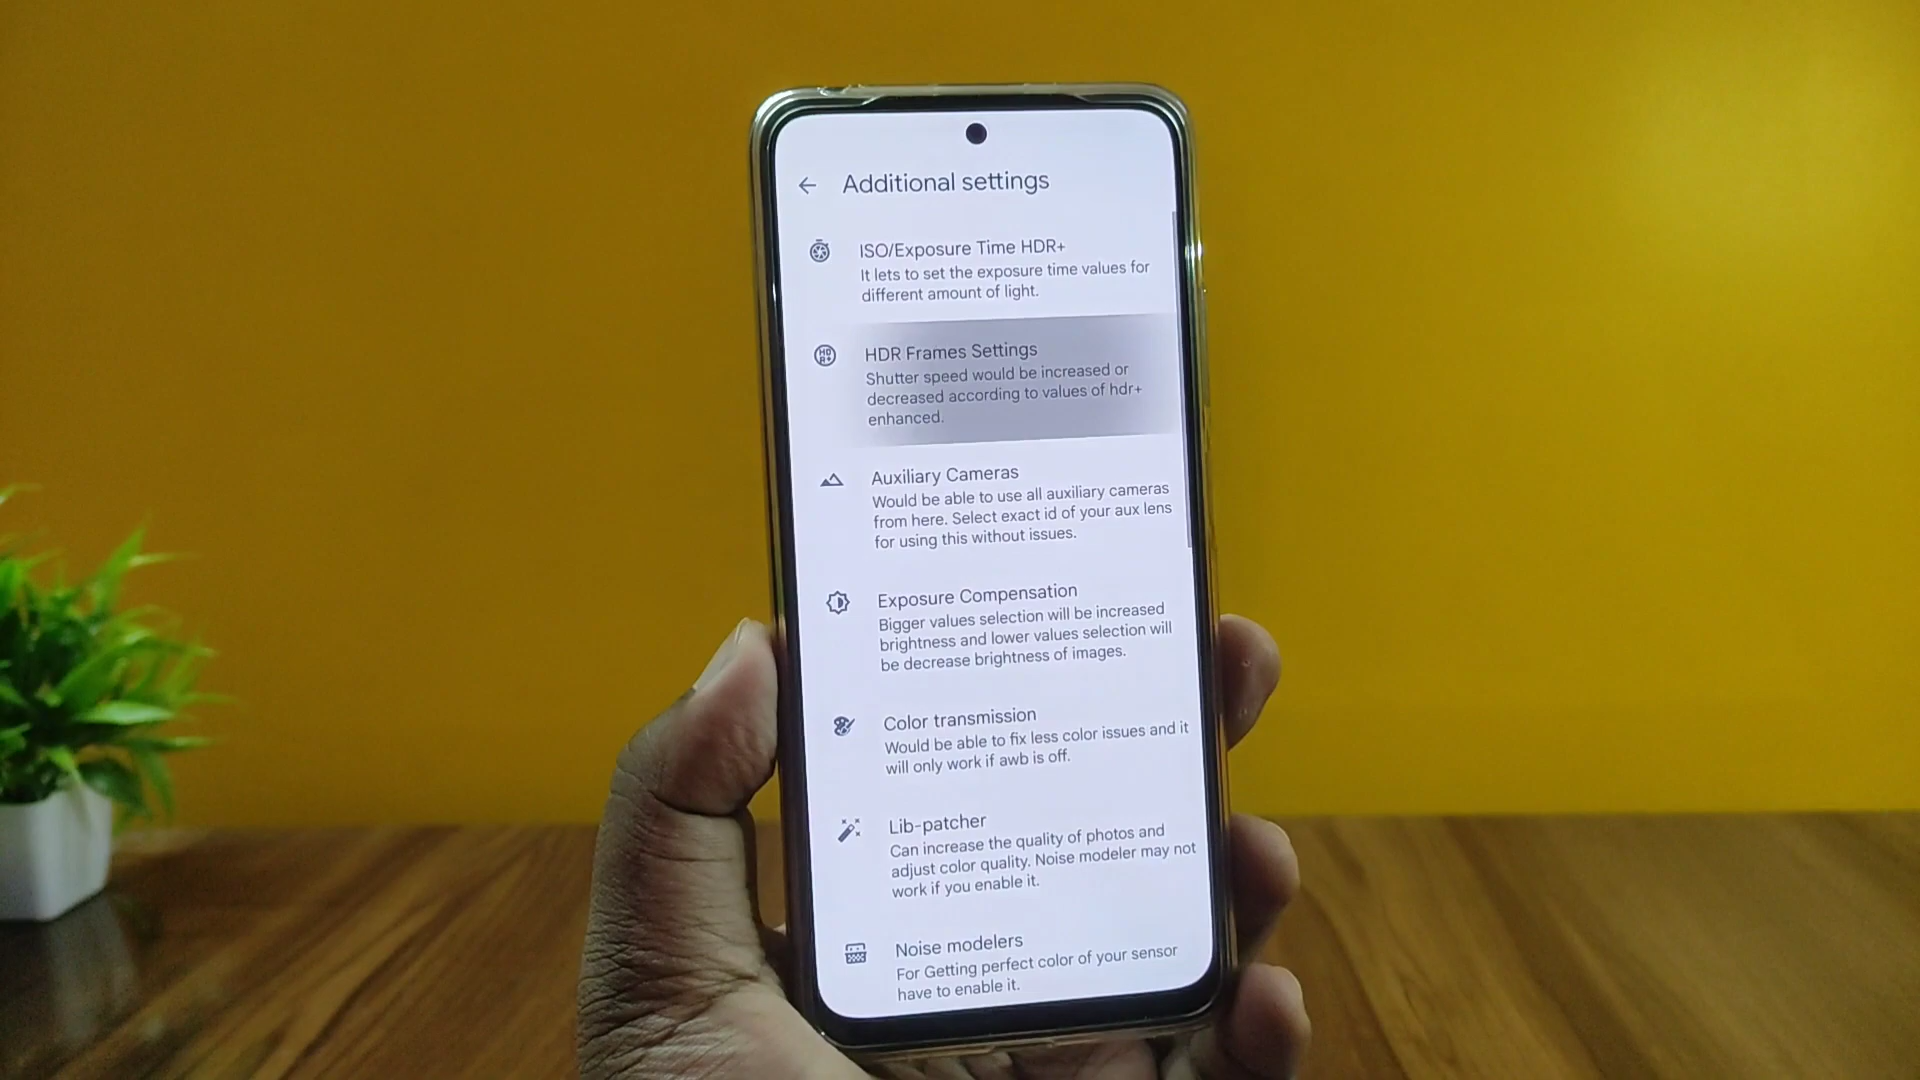 Additional settings
ISO/Exposure Time HDR+
It lets to set the exposure time values for
different amount of light.
HDR Frames Settings
Shutter speed would be increased or
decreased according to values of hdr+
enhanced.
Auxiliary Cameras
Would be able to use all auxiliary cameras
from here. Select exact id of your aux lens
for using this without issues.
Exposure Compensation
Bigger values selection will be increased
brightness and lower values selection will
be decrease brightness of images.
Color transmission
Would be able to fix less color issues and it
will only work if awb is off.
Lib-patcher
Can increase the quality of photos and
adjust color quality. Noise modeler may not
work if you enable it.
Noise modelers
For Getting perfect color of your sensor
have to enable it.